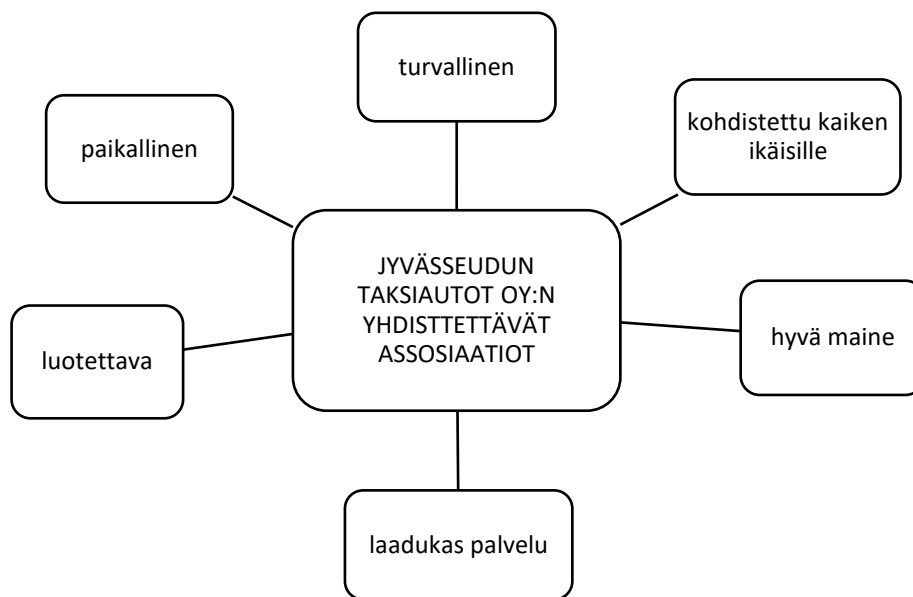 turvallinen
kohdistettu kaiken
ikäisille
paikallinen
JYVÄSSEUDUN
TAKSIAUTOT OY:N
YHDISTTETTÄVÄT
ASSOSIAATIOT
hyvä maine
luotettava
laadukas palvelu